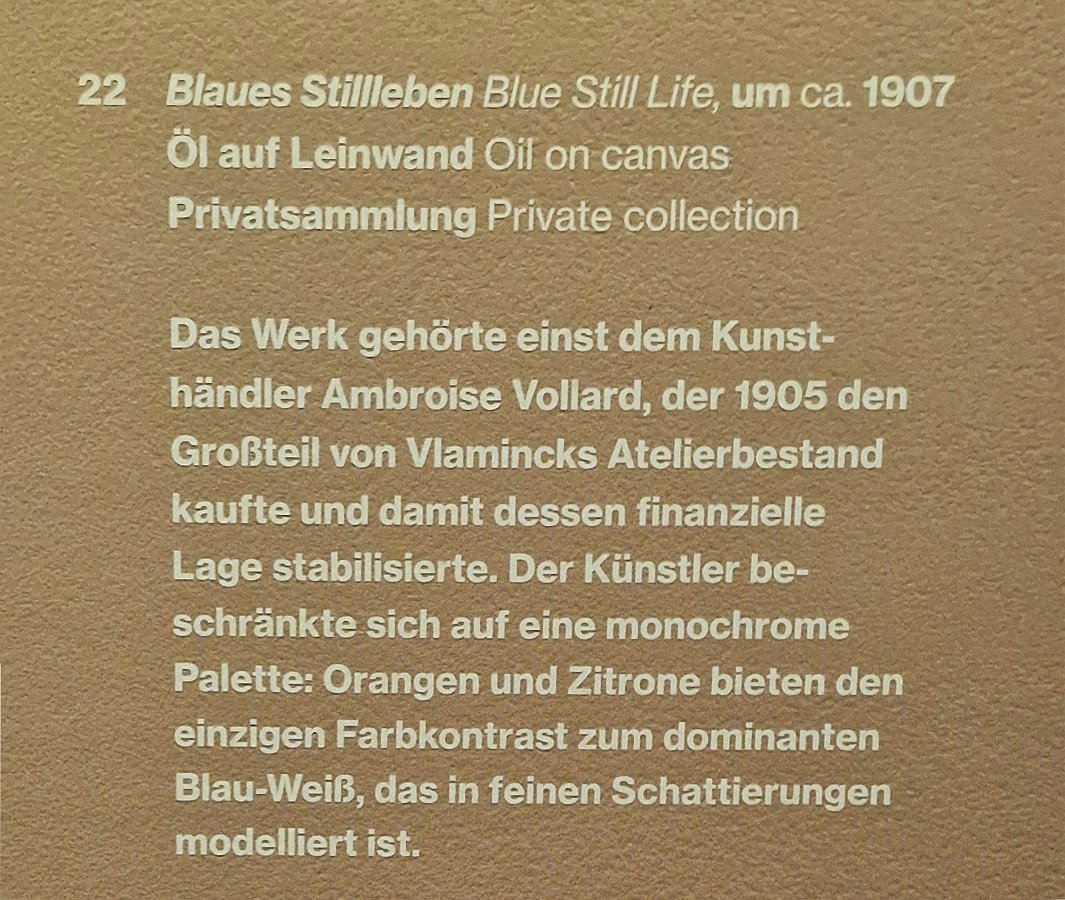 22 Blaues Stillleben Blue Still Life, um ca. 1907
Öl auf Leinwand Oil on canvas
Privatsammlung Private collection
Das Werk gehörte einst dem Kunst-
händler Ambroise Vollard, der 1905 den
Großteil von Vlamincks Atelierbestand
kaufte und damit dessen finanzielle
Lage stabilisierte. Der Künstler be-
schränkte sich auf eine monochrome
Palette: Orangen und Zitrone bieten den
einzigen Farbkontrast zum dominanten
Blau-Weiß, das in feinen Schattierungen
modelliert ist.